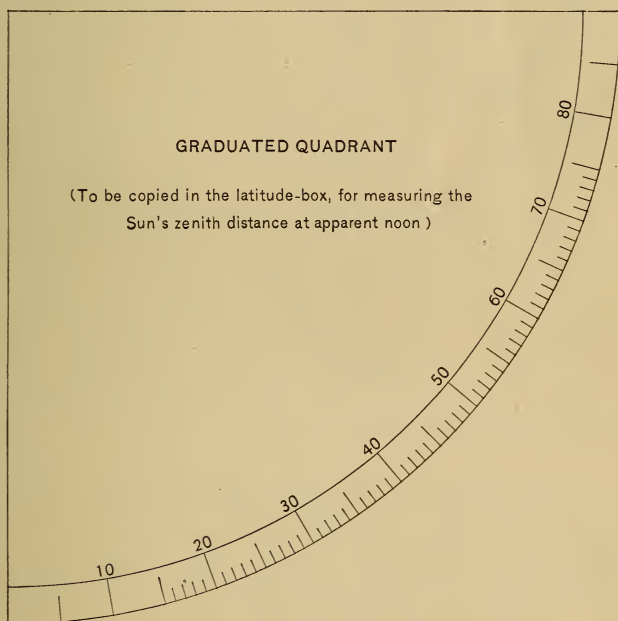 GRADUATED QUADRANT
(To be copied in the latitude-box, for measuring the
Sun's zenith distance at apparent noon )
80
70
60
50
40
30
20
10